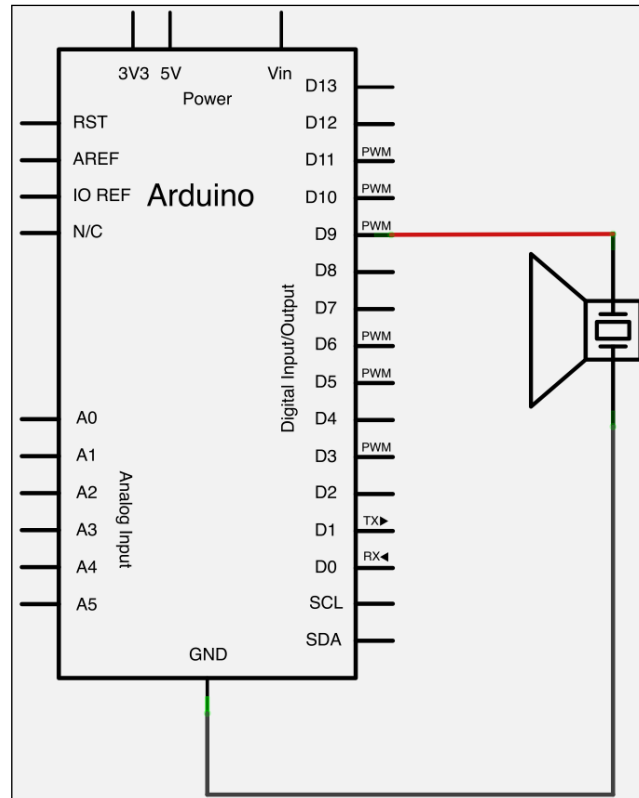 3V3 5V Vin
Power
RST
AREF
IO REF
N/C
Arduino
D13
D12
D11 PWM
D10 PWM
D9 PWM
D8
D7
D6 PWM
D5 PWM
D4
D3 PWM
D2
D1 TX▶
D0 RX◀
SCL
SDA
Digital Input/Output
A0
A1
A2
A3
A4
A5
Analog Input
GND